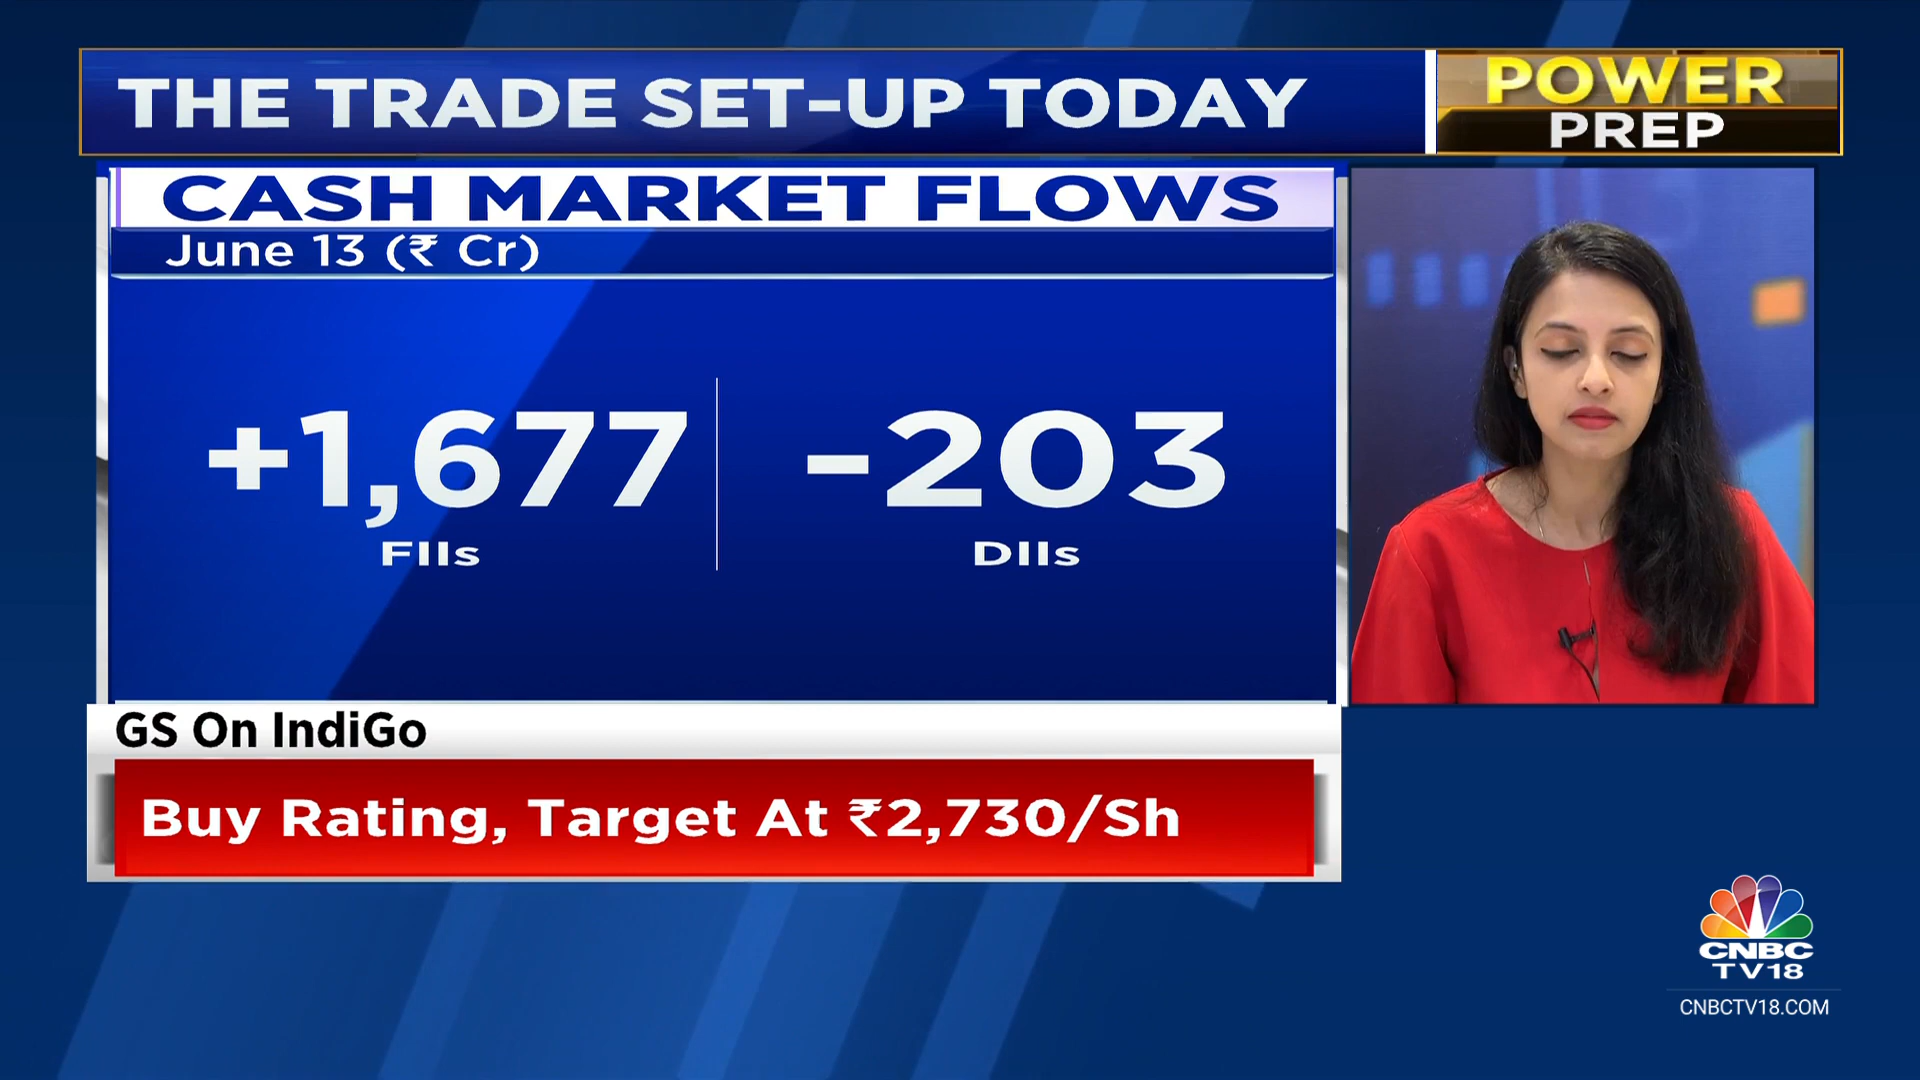 THE TRADE SET-UP TODAY
POWER
PREP
CASH MARKET FLOWS
June 13 (₹ Cr)
+1,677
FIIs
-203
DIIs
GS On IndiGo
Buy Rating, Target At ₹2,730/Sh
CNBC
TV18
CNBCTV18.COM